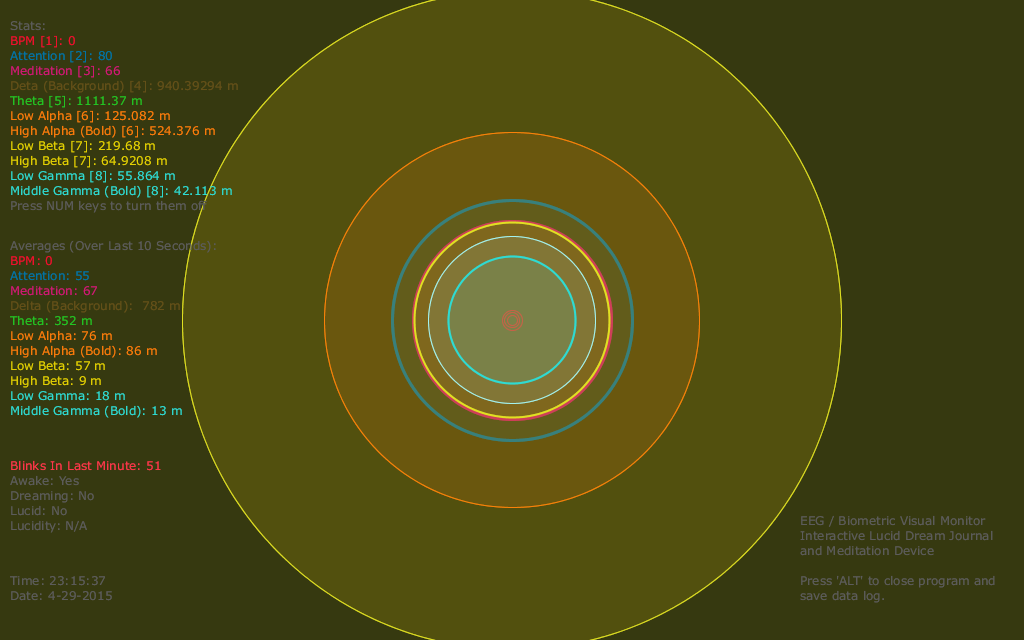 Stats:
BPM [1]: 0
Attention [2]: 80
Meditation [3]: 66
Deta (Background) [4]: 940.39294 m
Theta [5]: 1111.37 m
Low Alpha [6]: 125.082 m
High Alpha (Bold) [6]: 524.376 m
Low Beta [7]: 219.68 m
High Beta [7]: 64.9208 m
Low Gamma [8]: 55.864 m
Middle Gamma (Bold) [8]: 42.113 m
Press NUM keys to turn them off
Averages (Over Last 10 Seconds):
BPM: 0
Attention: 55
Meditation: 67
Delta (Background):  782 m
Theta: 352 m
Low Alpha: 76 m
High Alpha (Bold): 86 m
Low Beta: 57 m
High Beta: 9 m
Low Gamma: 18 m
Middle Gamma (Bold): 13 m
Blinks In Last Minute: 51
Awake: Yes
Dreaming: No
Lucid: No
Lucidity: N/A
Time: 23:15:37
Date: 4-29-2015
EEG / Biometric Visual Monitor
Interactive Lucid Dream Journal
and Meditation Device
Press 'ALT' to close program and
save data log.